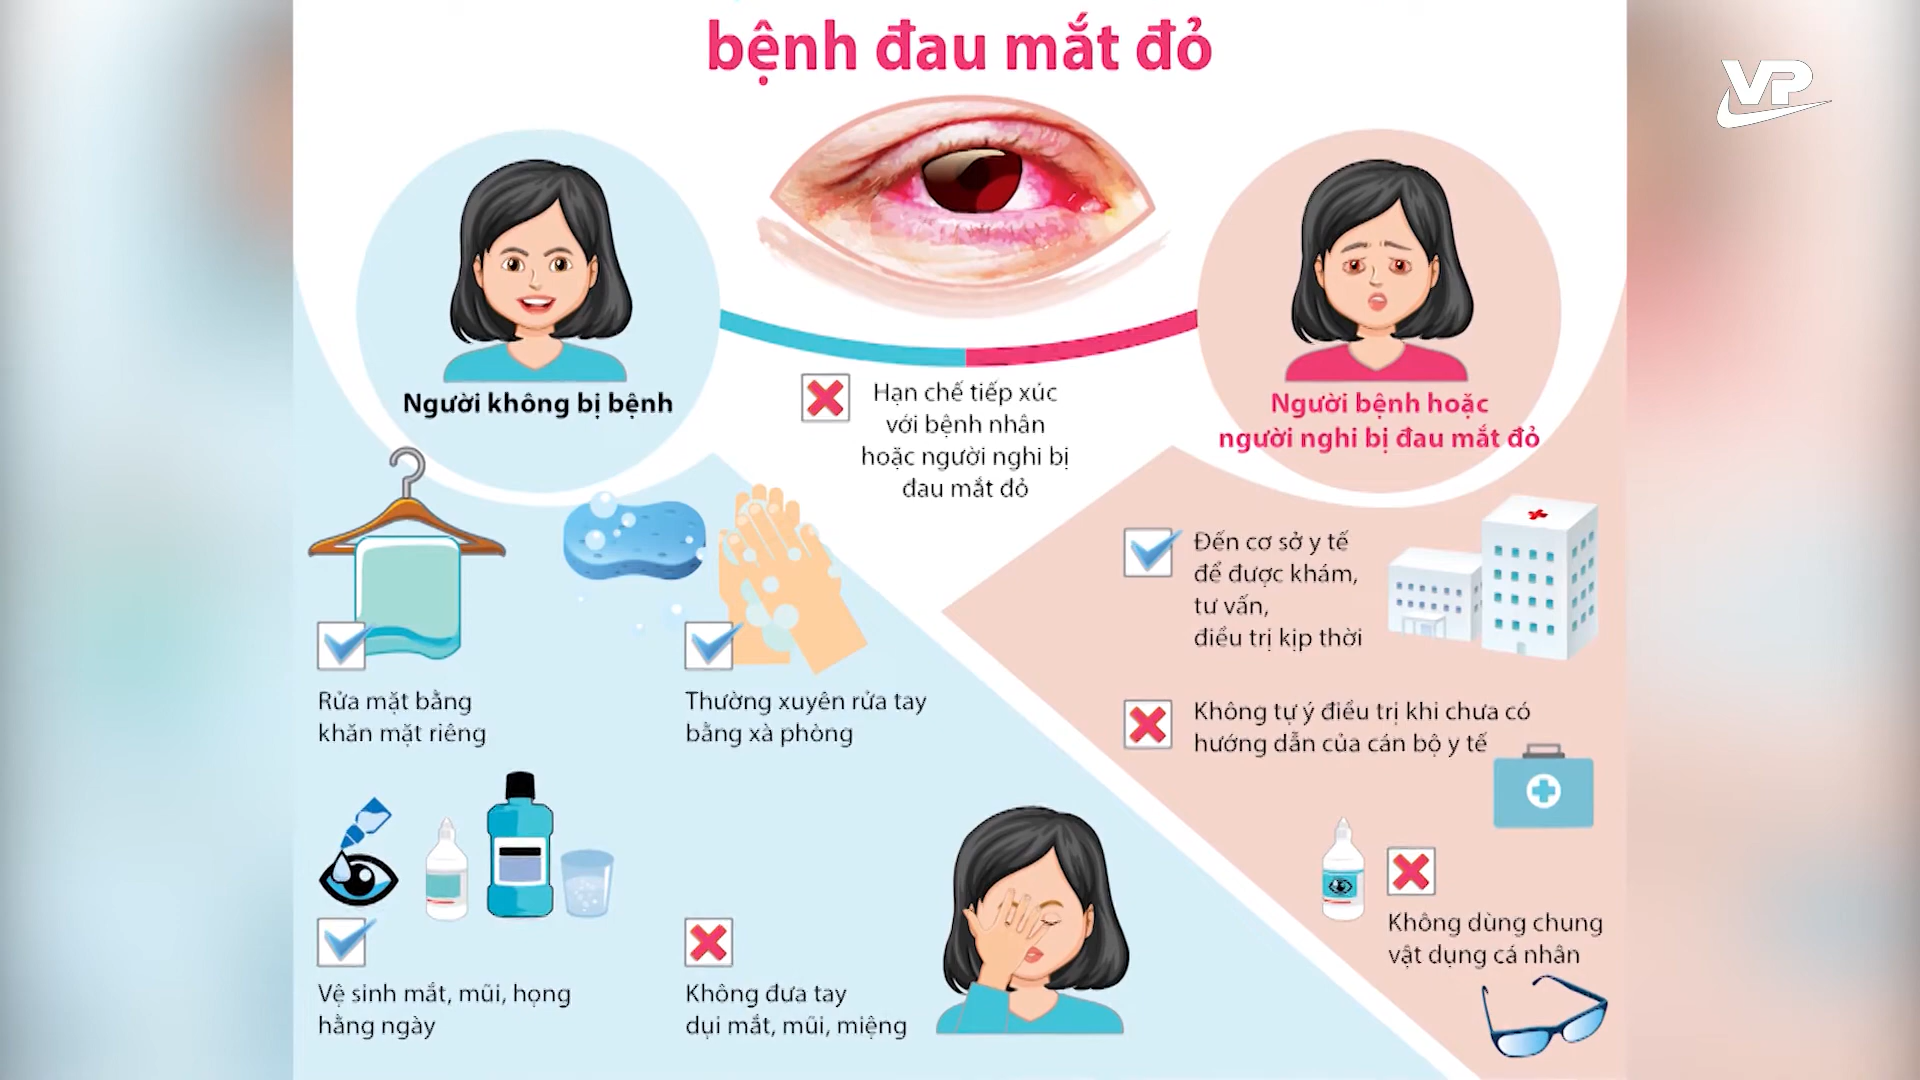 bệnh đau mắt đỏ
VP
Người không bị bệnh
Hạn chế tiếp xúc
với bệnh nhân
hoặc người nghi bị
đau mắt đỏ
Người bệnh hoặc
người nghi bị đau mắt đỏ
Rửa mặt bằng
khăn mặt riêng
Thường xuyên rửa tay
bằng xà phòng
Vệ sinh mắt, mũi, họng
hằng ngày
Không đưa tay
dụi mắt, mũi, miệng
Đến cơ sở y tế
để được khám,
tư vấn,
điều trị kịp thời
Không tự ý điều trị khi chưa có
hướng dẫn của cán bộ y tế
Không dùng chung
vật dụng cá nhân